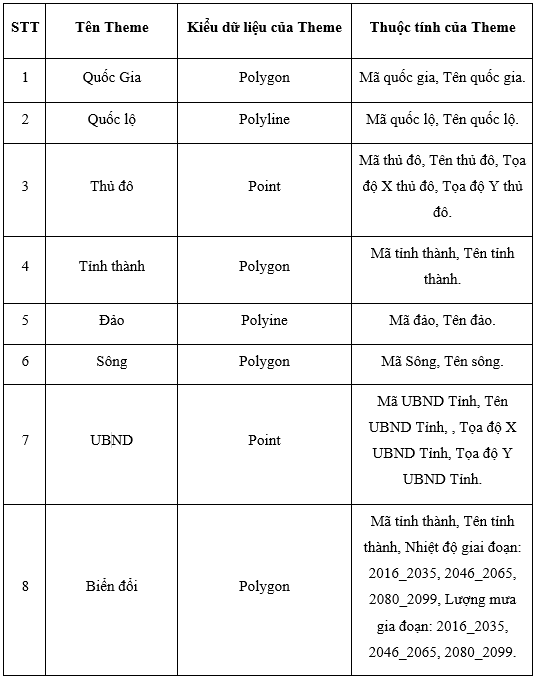 STT Tên Theme Kiểu dữ liệu của Theme Thuộc tính của Theme
1 Quốc Gia Polygon Mã quốc gia, Tên quốc gia.
2 Quốc lộ Polyline Mã quốc lộ, Tên quốc lộ.
3 Thủ đô Point Mã thủ đô, Tên thủ đô, Tọa
độ X thủ đô, Tọa độ Y thủ
đô.
4 Tỉnh thành Polygon Mã tỉnh thành, Tên tỉnh
thành.
5 Đảo Polyine Mã đảo, Tên đảo.
6 Sông Polygon Mã Sông, Tên sông.
7 UBND Point Mã UBND Tỉnh, Tên
UBND Tỉnh, , Tọa độ X
UBND Tỉnh, Tọa độ Y
UBND Tỉnh.
8 Biến đổi Polygon Mã tỉnh thành, Tên tỉnh
thành, Nhiệt độ giai đoạn:
2016_2035, 2046_2065,
2080_2099, Lượng mưa
gia đoạn: 2016_2035,
2046_2065, 2080_2099.